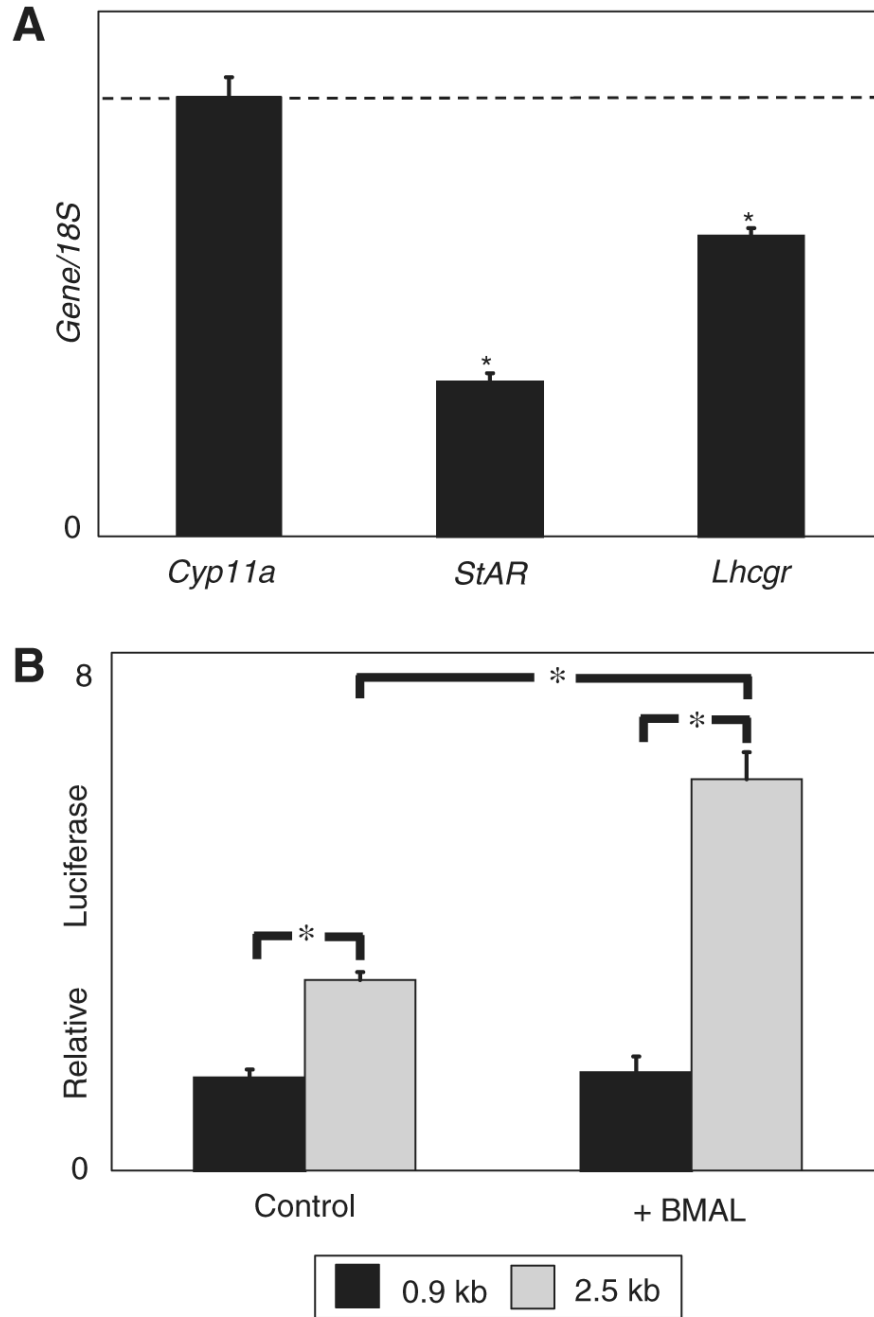 A
Gene/18S
*
*
0
Cyp11a StAR Lhcgr
B
8
*
*
*
Relative Luciferase
0
Control + BMAL
0.9 kb 2.5 kb